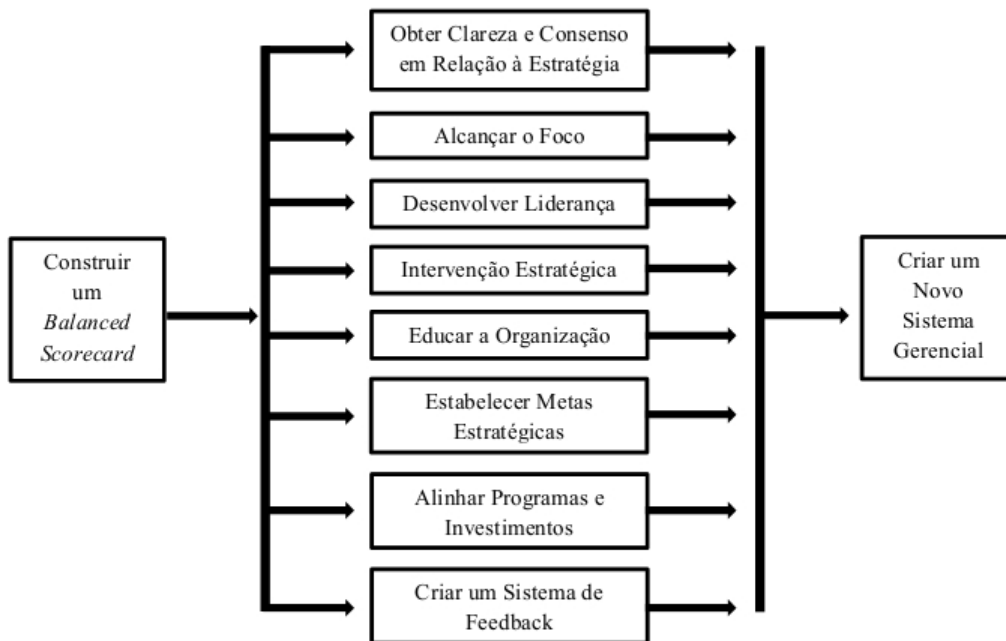 Construir
um
Balanced
Scorecard
Obter Clareza e Consenso
em Relação à Estratégia
Alcançar o Foco
Desenvolver Liderança
Intervenção Estratégica
Educar a Organização
Estabelecer Metas
Estratégicas
Alinhar Programas e
Investimentos
Criar um Sistema de
Feedback
Criar um
Novo
Sistema
Gerencial